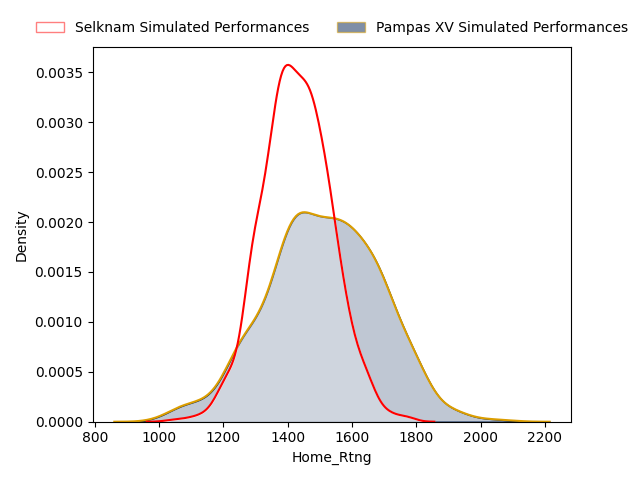 Selknam Simulated Performances
Pampas XV Simulated Performances
0.0035
0.0030
0.0025
0.0020
0.0015
0.0010
0.0005
0.0000
Density
800 1000 1200 1400 1600 1800 2000 2200
Home_Rtng